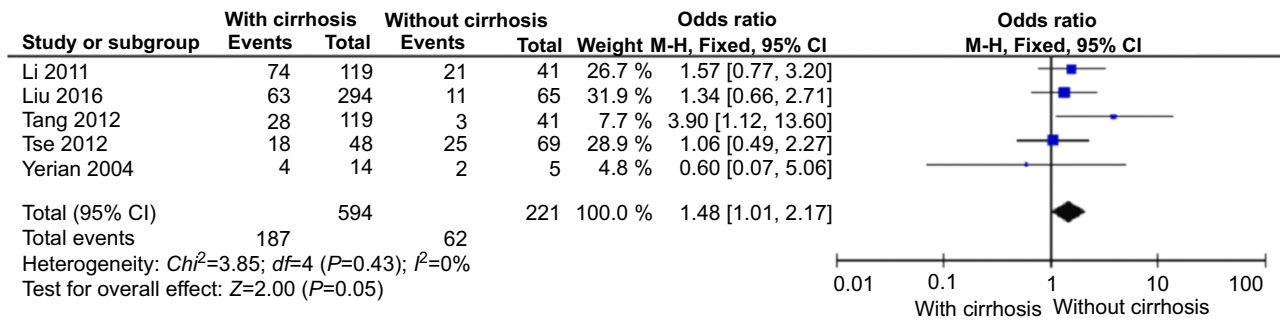 With cirrhosis Without cirrhosis Odds ratio Odds ratio
Study or subgroup Events Total Events Total Weight M-H, Fixed, 95% CI M-H, Fixed, 95% CI
Li 2011 74 119 21 41 26.7 % 1.57 [0.77, 3.20]
Liu 2016 63 294 11 65 31.9 % 1.34 [0.66, 2.71]
Tang 2012 28 119 3 41 7.7 % 3.90 [1.12, 13.60]
Tse 2012 18 48 25 69 28.9 % 1.06 [0.49, 2.27]
Yerian 2004 4 14 2 5 4.8 % 0.60 [0.07, 5.06]
Total (95% CI) 594 221 100.0 % 1.48 [1.01, 2.17]
Total events 187 62
Heterogeneity: Chi²=3.85; df=4 (P=0.43); I²=0%
Test for overall effect: Z=2.00 (P=0.05)
0.01 0.1 1 10 100
With cirrhosis Without cirrhosis